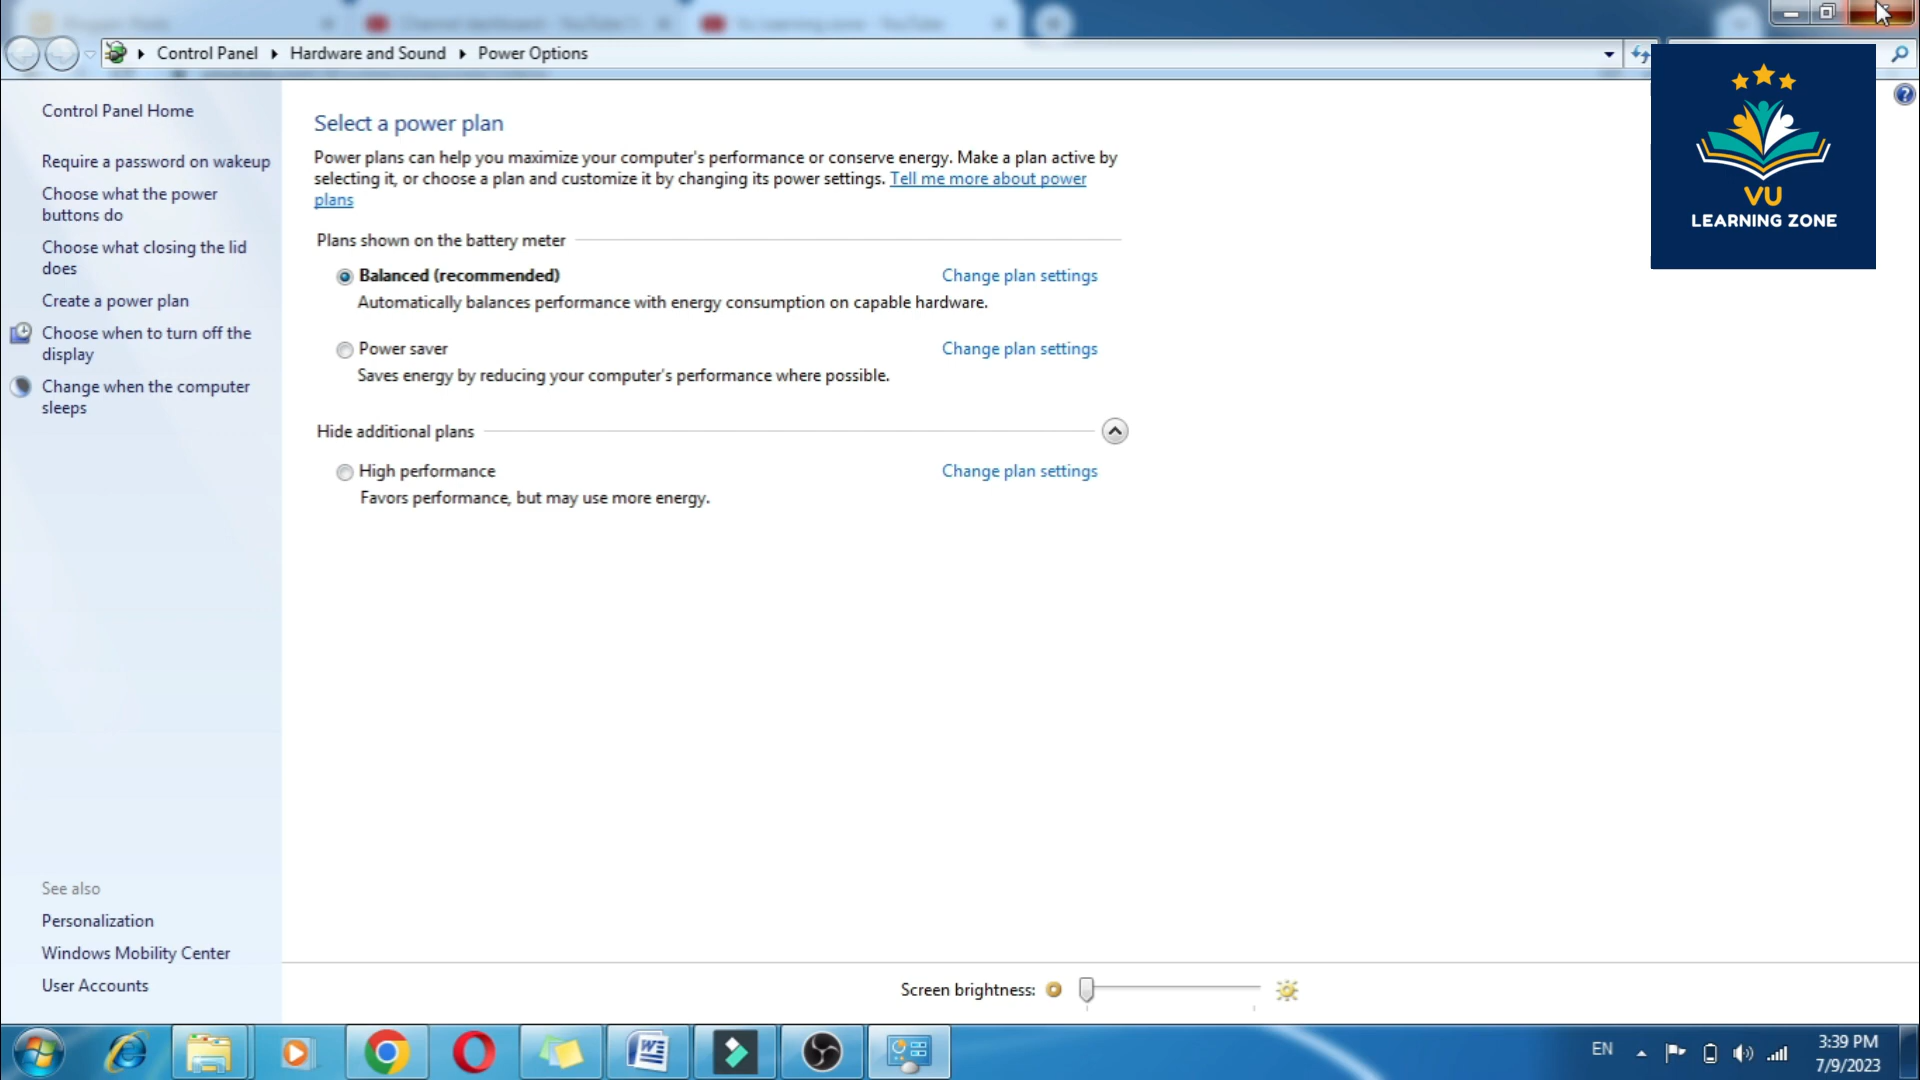 Control Panel Hardware and Sound Power Options
VU
LEARNING ZONE
Control Panel Home
Require a password on wakeup
Choose what the power
buttons do
Choose what closing the lid
does
Create a power plan
Choose when to turn off the
display
Change when the computer
sleeps
See also
Personalization
Windows Mobility Center
User Accounts
Select a power plan
Power plans can help you maximize your computer's performance or conserve energy. Make a plan active by
selecting it, or choose a plan and customize it by changing its power settings. Tell me more about power
plans
Plans shown on the battery meter
Balanced (recommended) Change plan settings
Automatically balances performance with energy consumption on capable hardware.
Power saver Change plan settings
Saves energy by reducing your computer's performance where possible.
Hide additional plans
High performance Change plan settings
Favors performance, but may use more energy.
Screen brightness:
EN
3:39 PM
7/9/2023